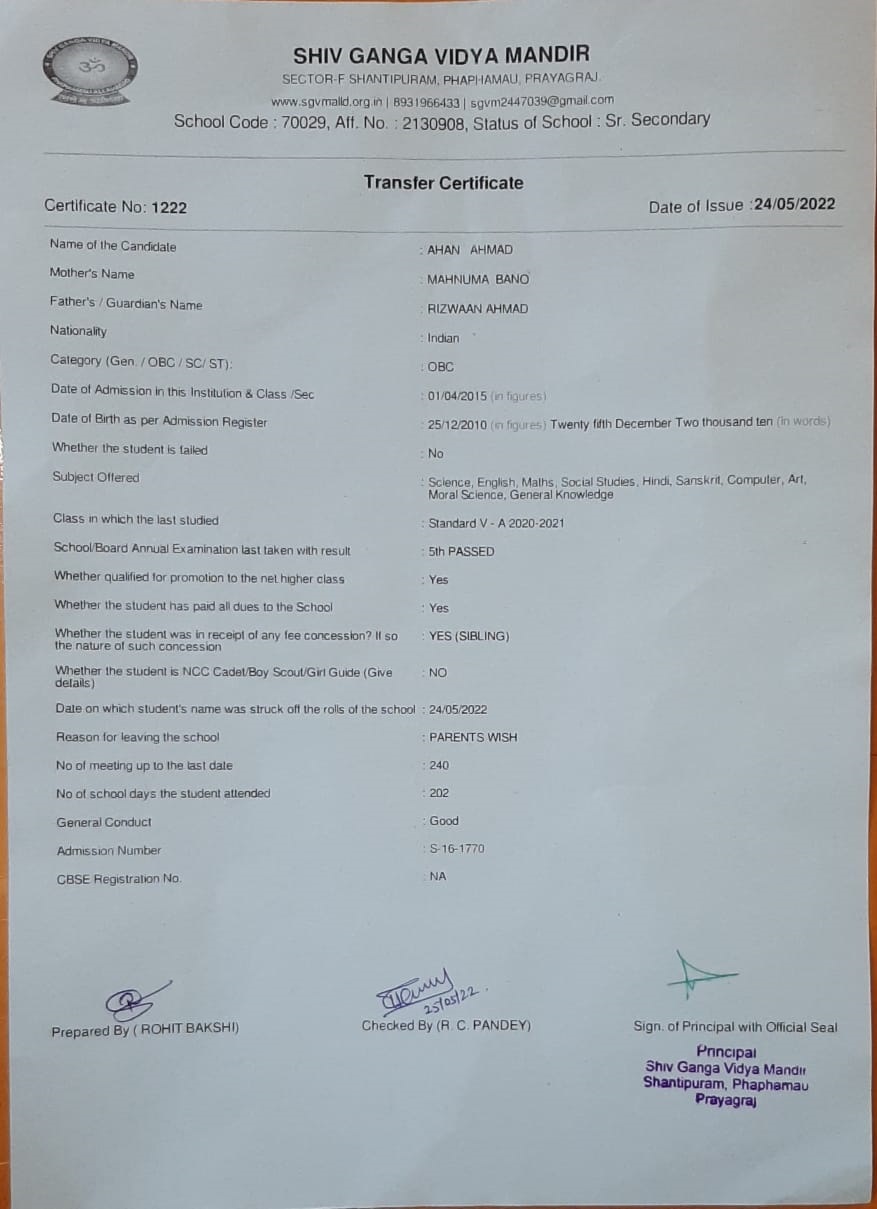 SHIV GANGA VIDYA MANDIR
SECTOR-F SHANTIPURAM, PHAPHAMAU, PRAYAGRAJ.
www.sgvmalld.org.in | 8931966433 | sgvm2447039@gmail.com
School Code : 70029, Aff. No. : 2130908, Status of School : Sr. Secondary
Transfer Certificate
Certificate No: 1222 Date of Issue :24/05/2022
Name of the Candidate : AHAN AHMAD
Mother's Name : MAHNUMA BANO
Father's / Guardian's Name : RIZWAAN AHMAD
Nationality : Indian
Category (Gen. / OBC / SC/ ST): : OBC
Date of Admission in this Institution & Class /Sec : 01/04/2015 (in figures)
Date of Birth as per Admission Register : 25/12/2010 (in figures) Twenty fifth December Two thousand ten (in words)
Whether the student is failed : No
Subject Offered : Science, English, Maths, Social Studies, Hindi, Sanskrit, Computer, Art,
Moral Science, General Knowledge
Class in which the last studied : Standard V - A 2020-2021
School/Board Annual Examination last taken with result : 5th PASSED
Whether qualified for promotion to the net higher class : Yes
Whether the student has paid all dues to the School : Yes
Whether the student was in receipt of any fee concession? If so : YES (SIBLING)
the nature of such concession
Whether the student is NCC Cadet/Boy Scout/Girl Guide (Give : NO
details)
Date on which student's name was struck off the rolls of the school : 24/05/2022
Reason for leaving the school : PARENTS WISH
No of meeting up to the last date : 240
No of school days the student attended : 202
General Conduct : Good
Admission Number : S-16-1770
CBSE Registration No. : NA
25/05/22.
Prepared By ( ROHIT BAKSHI) Checked By (R. C. PANDEY) Sign. of Principal with Official Seal
Principal
Shiv Ganga Vidya Mandir
Shantipuram, Phaphamau
Prayagraj